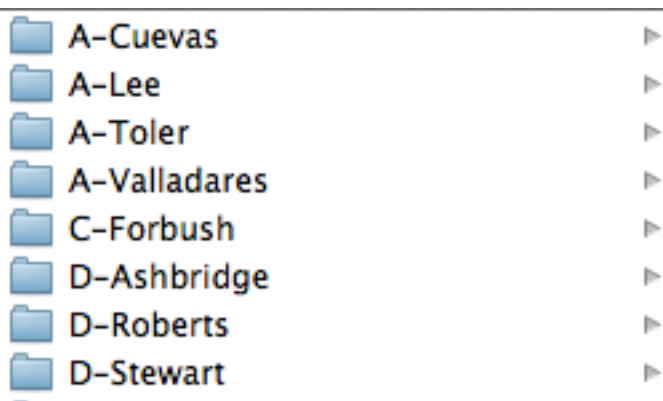 A-Cuevas
A-Lee
A-Toler
A-Valladares
C-Forbush
D-Ashbridge
D-Roberts
D-Stewart